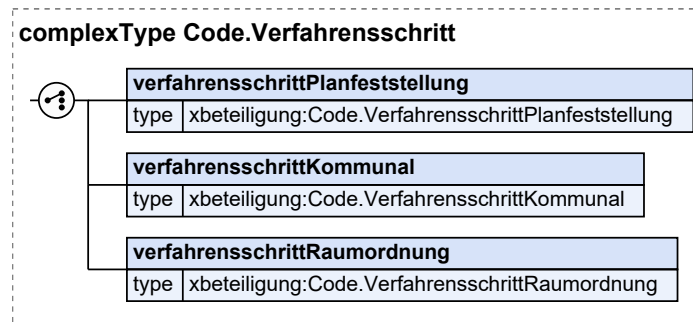 complexType Code.Verfahrensschritt
verfahrensschrittPlanfeststellung
type xbeteiligung:Code.VerfahrensschrittPlanfeststellung
verfahrensschrittKommunal
type xbeteiligung:Code.VerfahrensschrittKommunal
verfahrensschrittRaumordnung
type xbeteiligung:Code.VerfahrensschrittRaumordnung